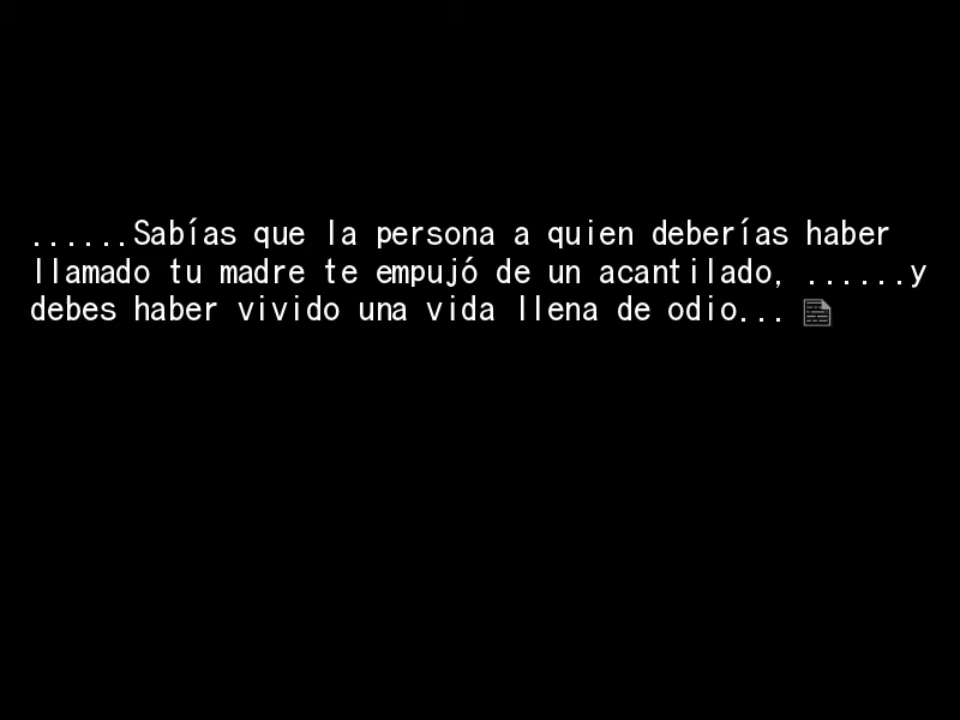 ......Sabías que la persona a quien deberías haber
llamado tu madre te empujó de un acantilado, ......y
debes haber vivido una vida llena de odio...